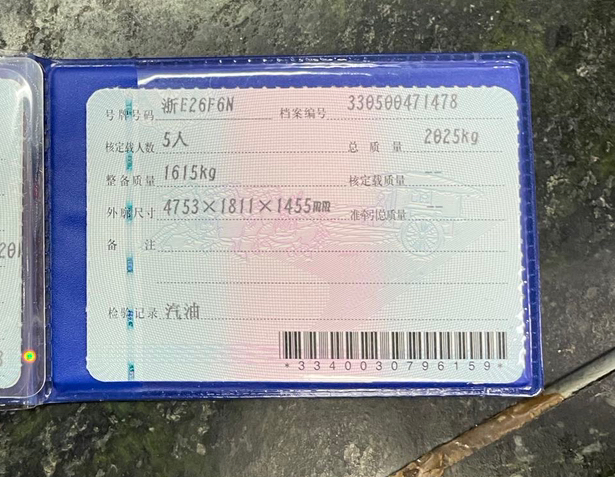 号牌号码 浙E26F6N 档案编号 330500471478
核定载人数 5人 总质量 2025kg
整备质量 1615kg 核定载质量 --
外廓尺寸 4753×1811×1455mm 准牵引总质量 --
备注
检验记录 汽油
*3340030796159*